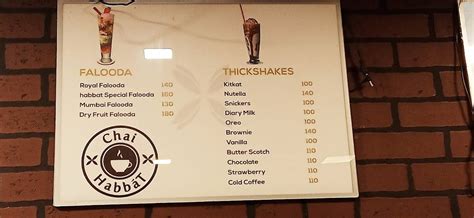 FALOODA
Royal Falooda 140
habbat Special Falooda 160
Mumbai Falooda 130
Dry Fruit Falooda 180
Chai
HabbaT
THICKSHAKES
Kitkat 100
Nutella 140
Snickers 100
Diary Milk 100
Oreo 100
Brownie 140
Vanilla 100
Butter Scotch 110
Chocolate 110
Strawberry 110
Cold Coffee 110